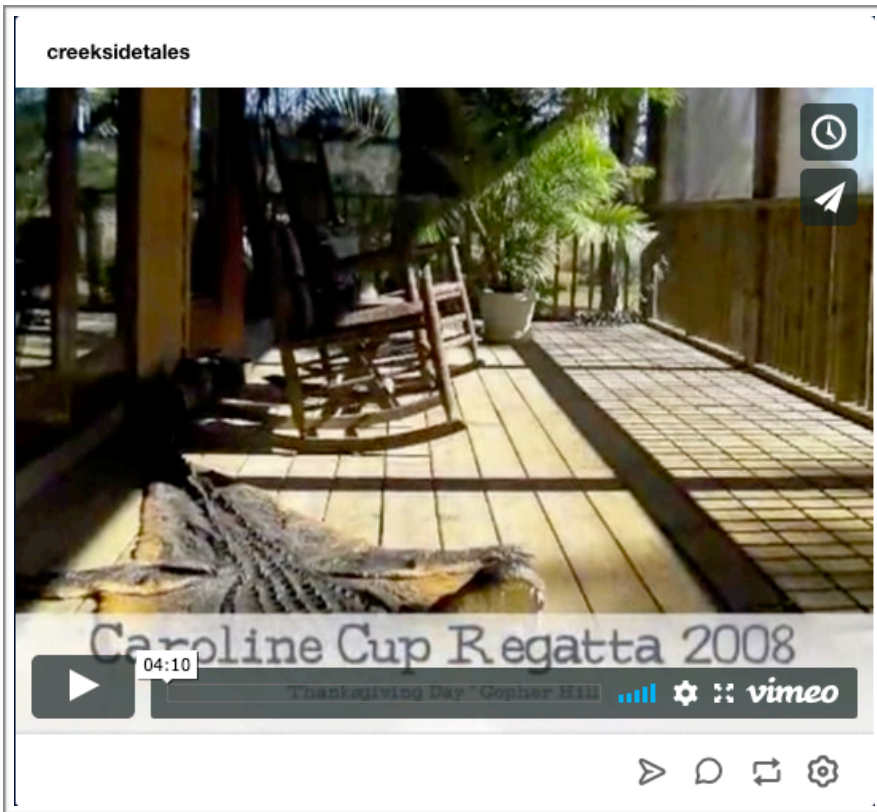 creeksidetales
Caroline Cup Regatta 2008
04:10
Thanksgiving Day "Gopher Hill
vimeo